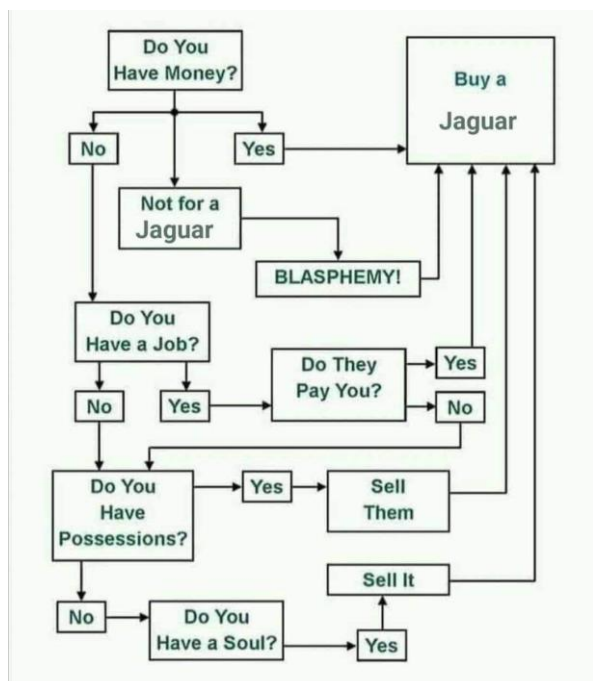 Do You
Have Money?
Buy a
Jaguar
No
Yes
Not for a
Jaguar
BLASPHEMY!
Do You
Have a Job?
Do They
Pay You?
Yes
No
Yes
No
Do You
Have
Possessions?
Yes
Sell
Them
Sell It
No
Do You
Have a Soul?
Yes